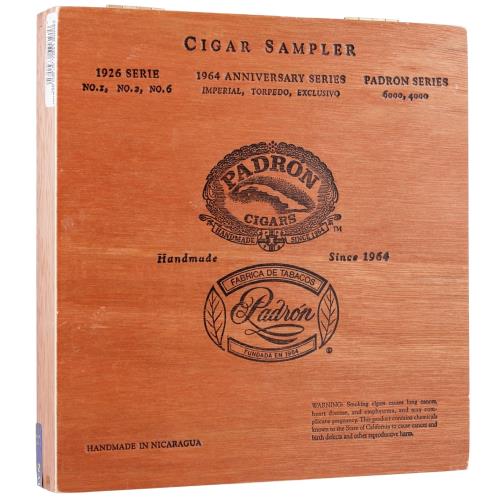 CIGAR SAMPLER
1926 SERIE
NO.1, NO.2, NO.6
1964 ANNIVERSARY SERIES
IMPERIAL, TORPEDO, EXCLUSIVO
PADRON SERIES
6000, 4000
PADRON
CIGARS
HANDMADE SINCE 1964
TM
Handmade Since 1964
FABRICA DE TABACOS
Padrón
FUNDADA EN 1964
WARNING: Smoking cigars causes lung cancer,
heart disease, and emphysema, and may com-
plicate pregnancy. This product contains chemicals
known to the State of California to cause cancer and
birth defects and other reproductive harm.
HANDMADE IN NICARAGUA